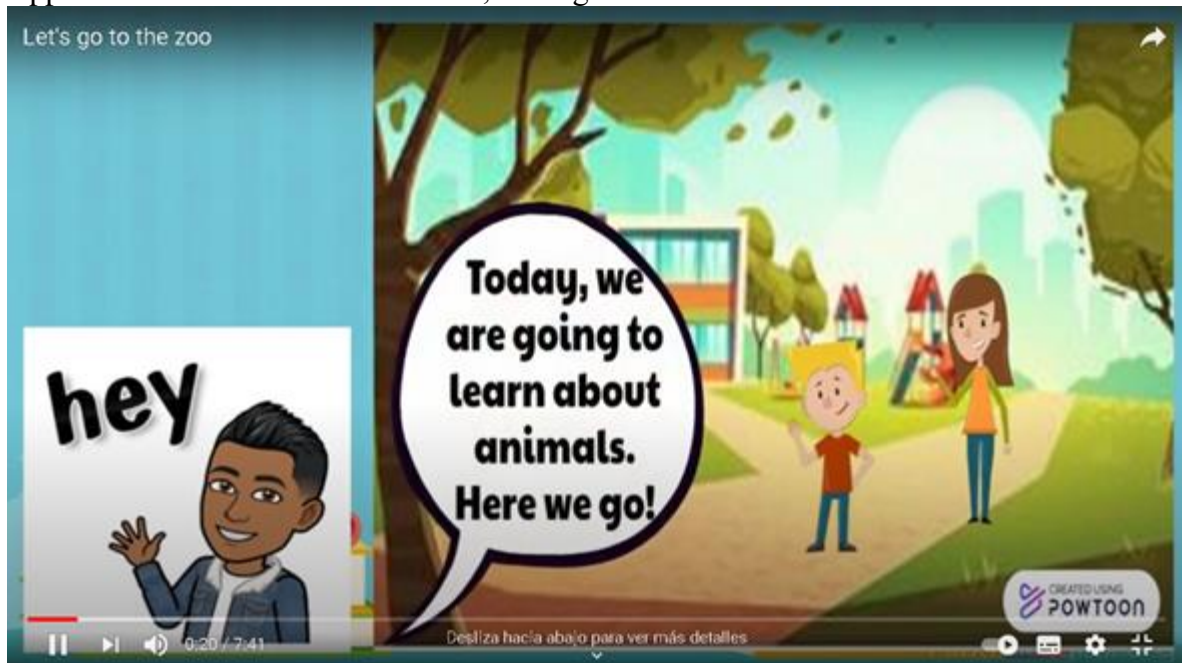 Let's go to the zoo
hey
Today, we
are going to
learn about
animals.
Here we go!
CREATED USING
POWTOON
0:20 / 7:41
Desliza hacia abajo para ver más detalles